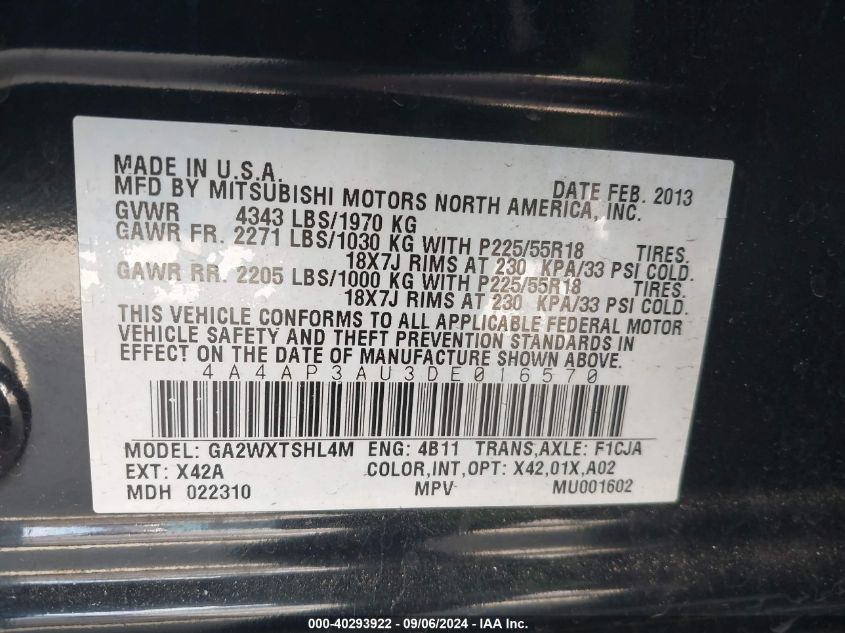 MADE IN U.S.A. DATE FEB. 2013
MFD BY MITSUBISHI MOTORS NORTH AMERICA, INC.
GVWR 4343 LBS/1970 KG
GAWR FR. 2271 LBS/1030 KG WITH P225/55R18 TIRES.
18X7J RIMS AT 230 KPA/33 PSI COLD.
GAWR RR. 2205 LBS/1000 KG WITH P225/55R18 TIRES.
18X7J RIMS AT 230 KPA/33 PSI COLD.
THIS VEHICLE CONFORMS TO ALL APPLICABLE FEDERAL MOTOR
VEHICLE SAFETY AND THEFT PREVENTION STANDARDS IN
EFFECT ON THE DATE OF MANUFACTURE SHOWN ABOVE.
4A4AP3AU3DE016570
MODEL: GA2WXTSHL4M ENG: 4B11 TRANS,AXLE: F1CJA
EXT: X42A COLOR,INT,OPT: X42,01X,A02
MDH 022310 MPV MU001602
000-40293922 - 09/06/2024 - IAA Inc.